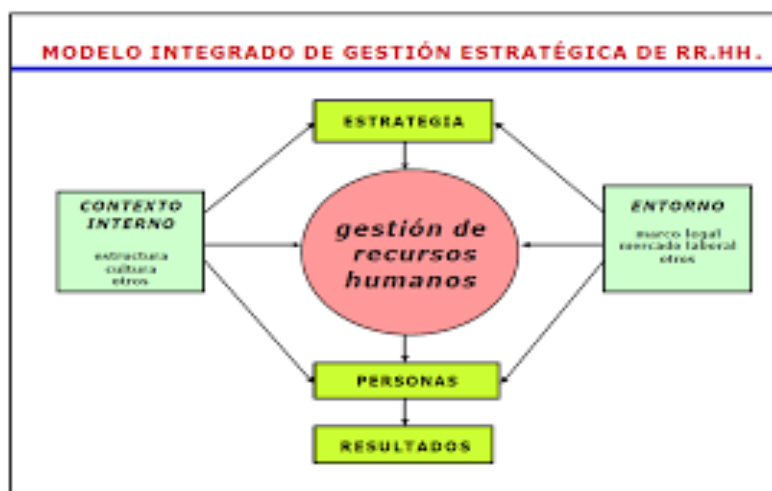 MODELO INTEGRADO DE GESTIÓN ESTRATÉGICA DE RR.HH.
ESTRATEGIA
CONTEXTO
INTERNO
estructura
cultura
otros
gestión de
recursos
humanos
ENTORNO
marco legal
mercado laboral
otros
PERSONAS
RESULTADOS